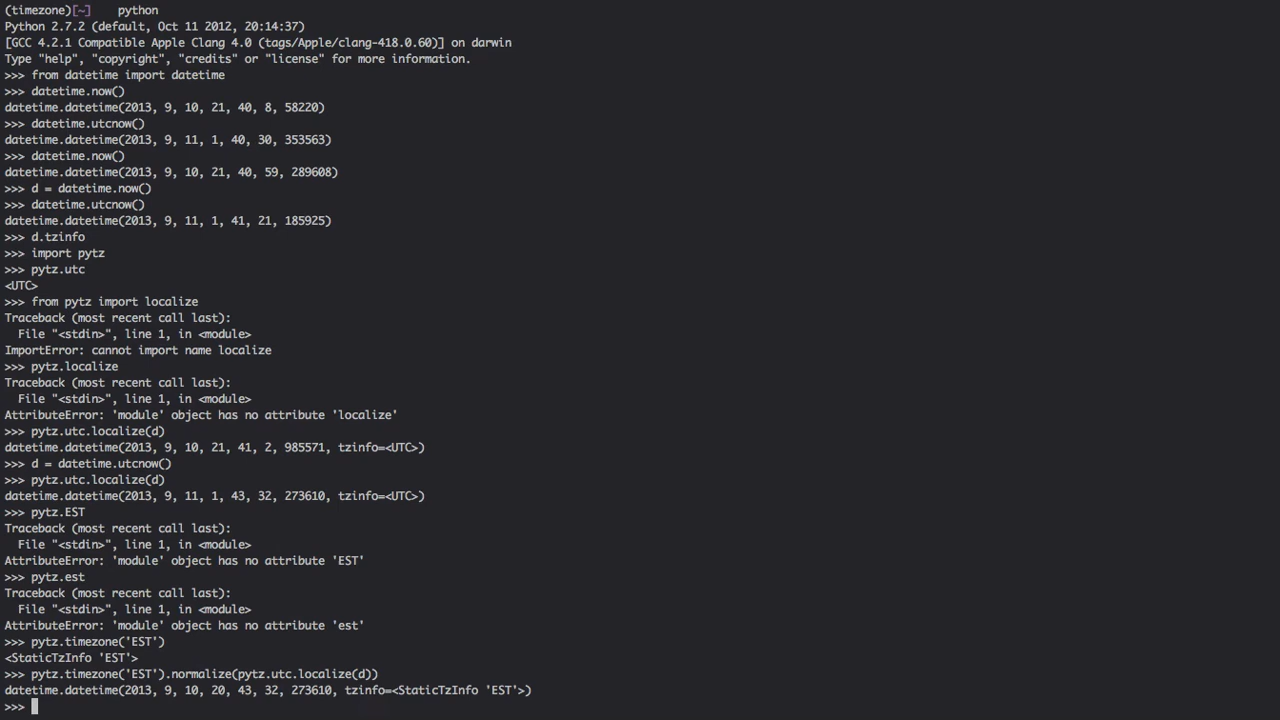 (timezone)[~]    python
Python 2.7.2 (default, Oct 11 2012, 20:14:37)
[GCC 4.2.1 Compatible Apple Clang 4.0 (tags/Apple/clang-418.0.60)] on darwin
Type "help", "copyright", "credits" or "license" for more information.
>>> from datetime import datetime
>>> datetime.now()
datetime.datetime(2013, 9, 10, 21, 40, 8, 58220)
>>> datetime.utcnow()
datetime.datetime(2013, 9, 11, 1, 40, 30, 353563)
>>> datetime.now()
datetime.datetime(2013, 9, 10, 21, 40, 59, 289608)
>>> d = datetime.now()
>>> datetime.utcnow()
datetime.datetime(2013, 9, 11, 1, 41, 21, 185925)
>>> d.tzinfo
>>> import pytz
>>> pytz.utc
<UTC>
>>> from pytz import localize
Traceback (most recent call last):
  File "<stdin>", line 1, in <module>
ImportError: cannot import name localize
>>> pytz.localize
Traceback (most recent call last):
  File "<stdin>", line 1, in <module>
AttributeError: 'module' object has no attribute 'localize'
>>> pytz.utc.localize(d)
datetime.datetime(2013, 9, 10, 21, 41, 2, 985571, tzinfo=<UTC>)
>>> d = datetime.utcnow()
>>> pytz.utc.localize(d)
datetime.datetime(2013, 9, 11, 1, 43, 32, 273610, tzinfo=<UTC>)
>>> pytz.EST
Traceback (most recent call last):
  File "<stdin>", line 1, in <module>
AttributeError: 'module' object has no attribute 'EST'
>>> pytz.est
Traceback (most recent call last):
  File "<stdin>", line 1, in <module>
AttributeError: 'module' object has no attribute 'est'
>>> pytz.timezone('EST')
<StaticTzInfo 'EST'>
>>> pytz.timezone('EST').normalize(pytz.utc.localize(d))
datetime.datetime(2013, 9, 10, 20, 43, 32, 273610, tzinfo=<StaticTzInfo 'EST'>)
>>>